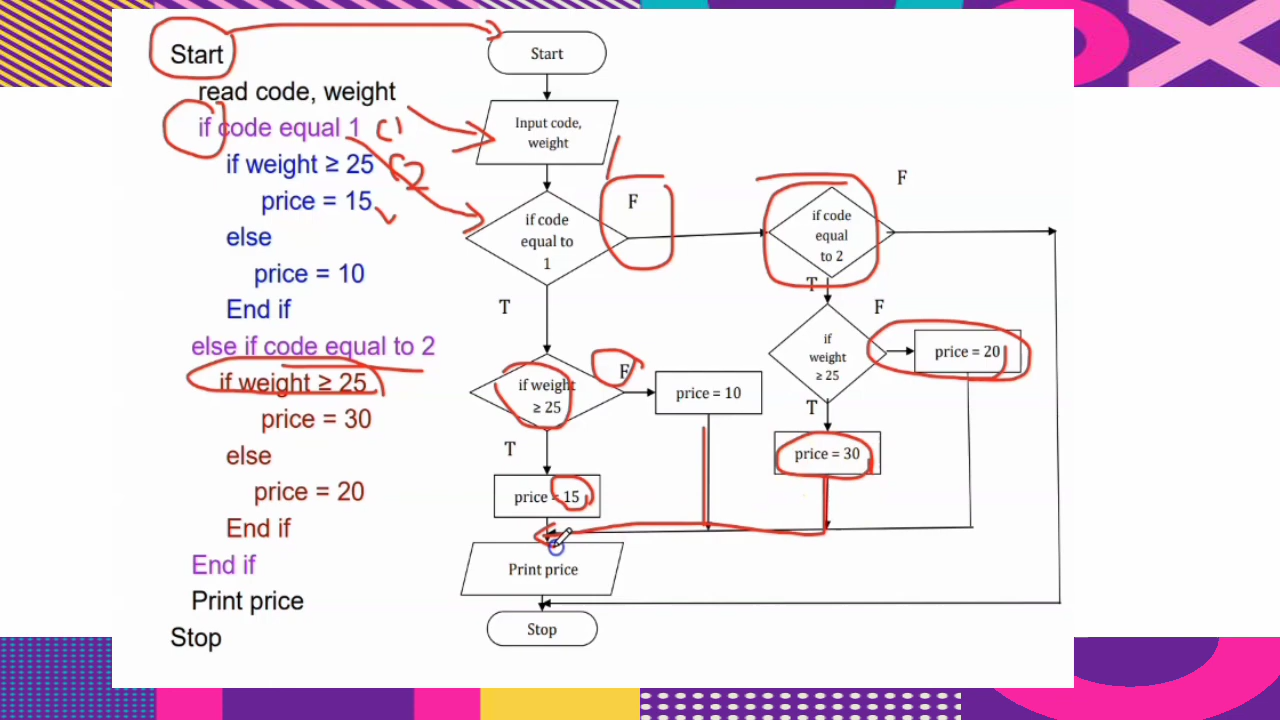 Start
read code, weight
if code equal 1
if weight ≥ 25
price = 15
else
price = 10
End if
else if code equal to 2
if weight ≥ 25
price = 30
else
price = 20
End if
End if
Print price
Stop
Start
Input code,
weight
if code
equal to
1
F
T
if weight
≥ 25
F
T
price = 10
price = 15
if code
equal
to 2
F
T
if
weight
≥ 25
F
T
price = 20
price = 30
Print price
Stop